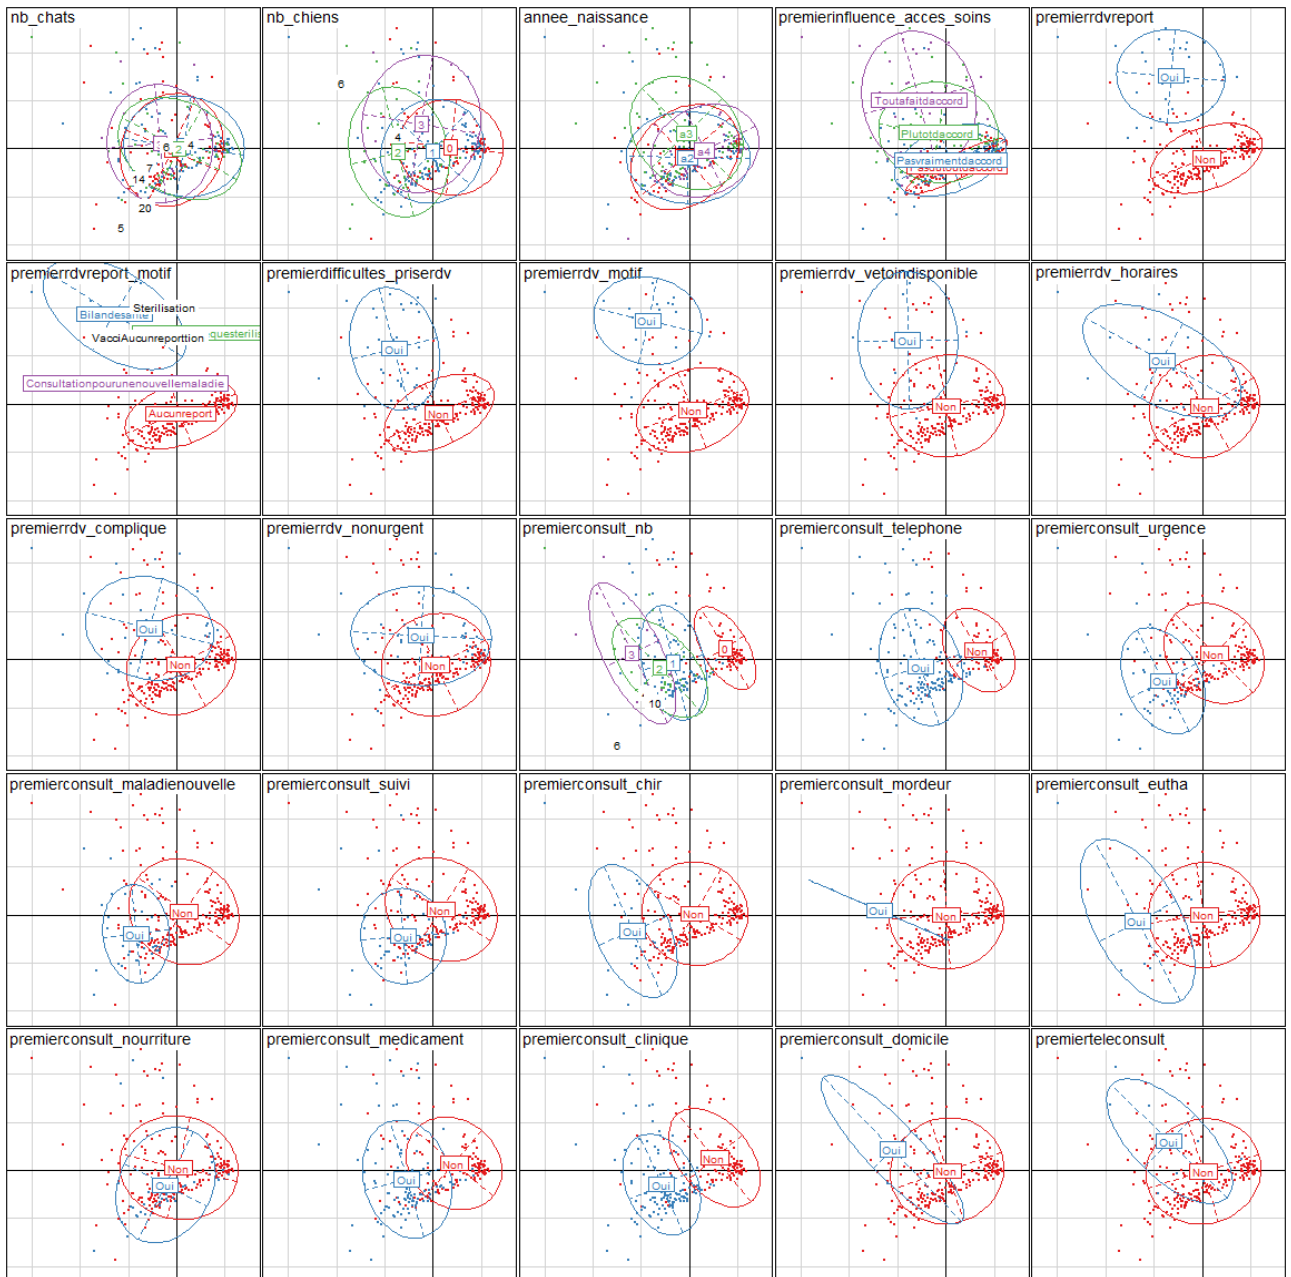 nb_chats
6
2
4
7
14
20
5
nb_chiens
6
3
4
2
1
0
annee_naissance
a3
a4
a2
premierinfluence_acces_soins
Toutafaitdaccord
Plutotdaccord
Pasvraimentdaccord
Pasdutoutdaccord
premierrdvreport
Oui
Non
premierrdvreport_motif
Sterilisation
Bilandesante
VacciAucunreporttion
questerilis
Consultationpourunenouvellemaladie
Aucunreport
premierdifficultes_priserdv
Oui
Non
premierrdv_motif
Oui
Non
premierrdv_vetoindisponible
Oui
Non
premierrdv_horaires
Oui
Non
premierrdv_complique
Oui
Non
premierrdv_nonurgent
Oui
Non
premierconsult_nb
0
3
1
2
10
6
premierconsult_telephone
Non
Oui
premierconsult_urgence
Non
Oui
premierconsult_maladienouvelle
Non
Oui
premierconsult_suivi
Non
Oui
premierconsult_chir
Non
Oui
premierconsult_mordeur
Oui
Non
premierconsult_eutha
Non
Oui
premierconsult_nourriture
Non
Oui
premierconsult_medicament
Non
Oui
premierconsult_clinique
Non
Oui
premierconsult_domicile
Oui
Non
premierteleconsult
Oui
Non